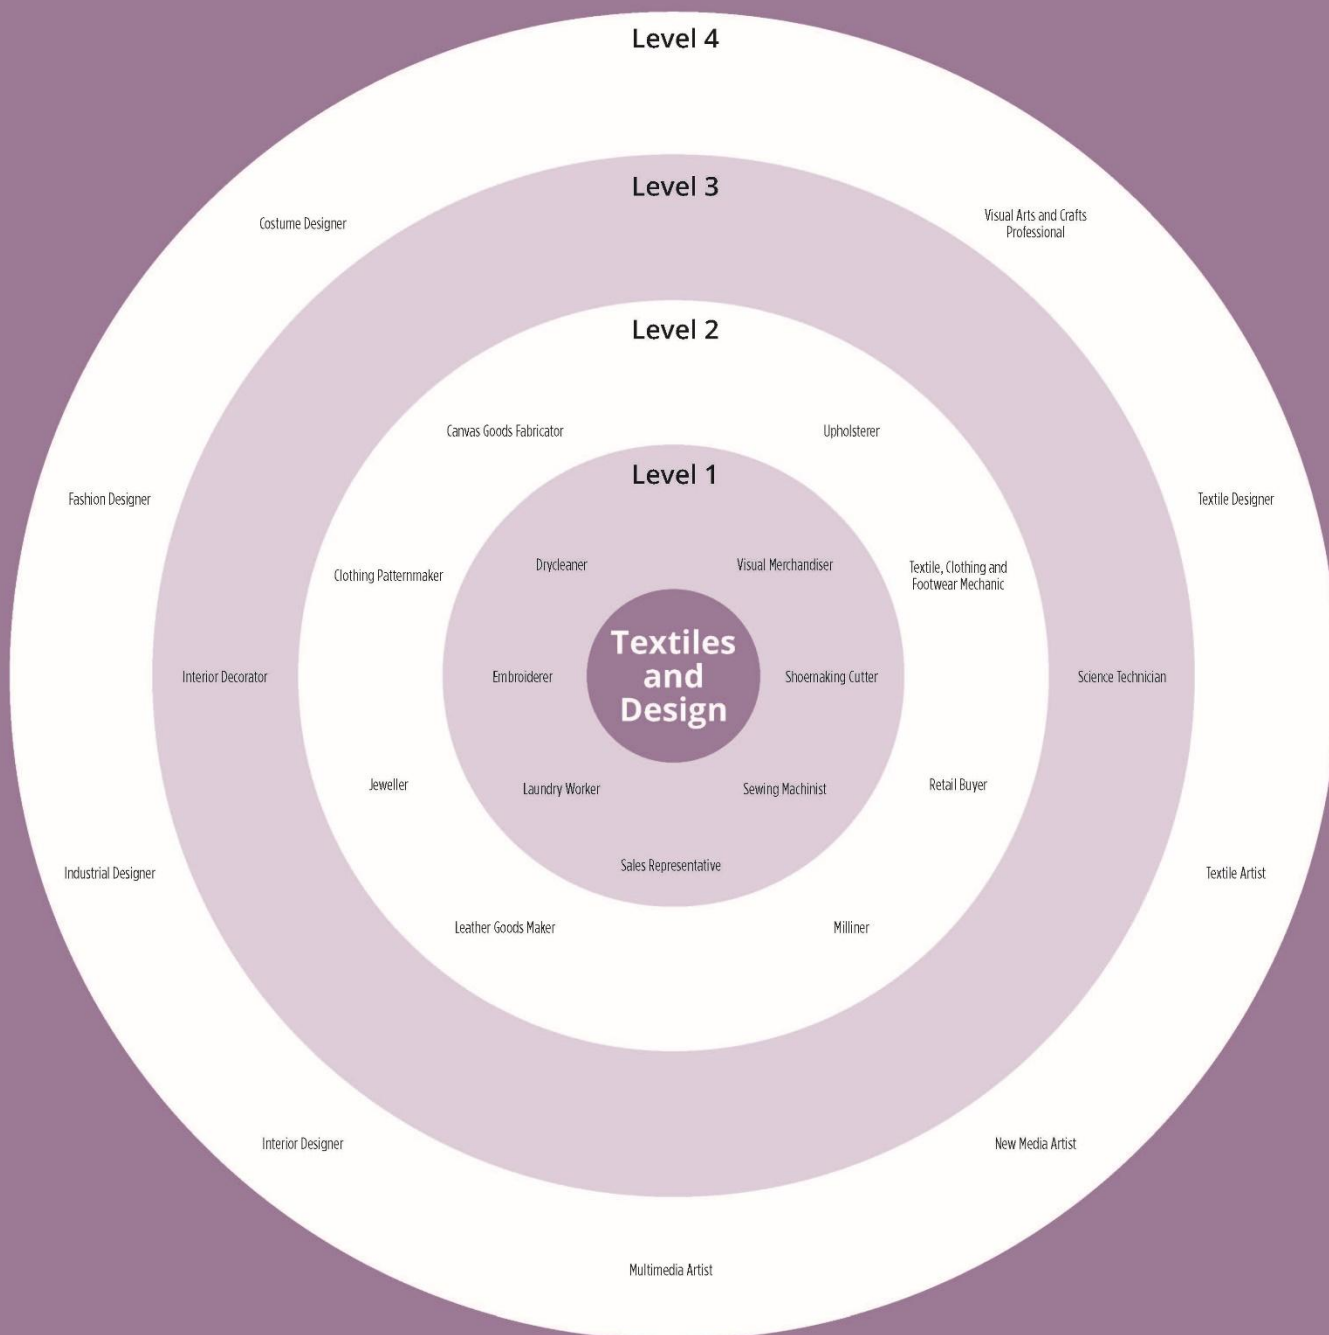 Level 4
Costume Designer
Visual Arts and Crafts
Professional
Fashion Designer
Textile Designer
Industrial Designer
Textile Artist
Interior Designer
New Media Artist
Multimedia Artist
Level 3
Interior Decorator
Science Technician
Level 2
Canvas Goods Fabricator
Upholsterer
Clothing Patternmaker
Textile, Clothing and
Footwear Mechanic
Jeweller
Retail Buyer
Leather Goods Maker
Milliner
Level 1
Drycleaner
Visual Merchandiser
Embroiderer
Shoemaking Cutter
Laundry Worker
Sewing Machinist
Sales Representative
Textiles
and
Design